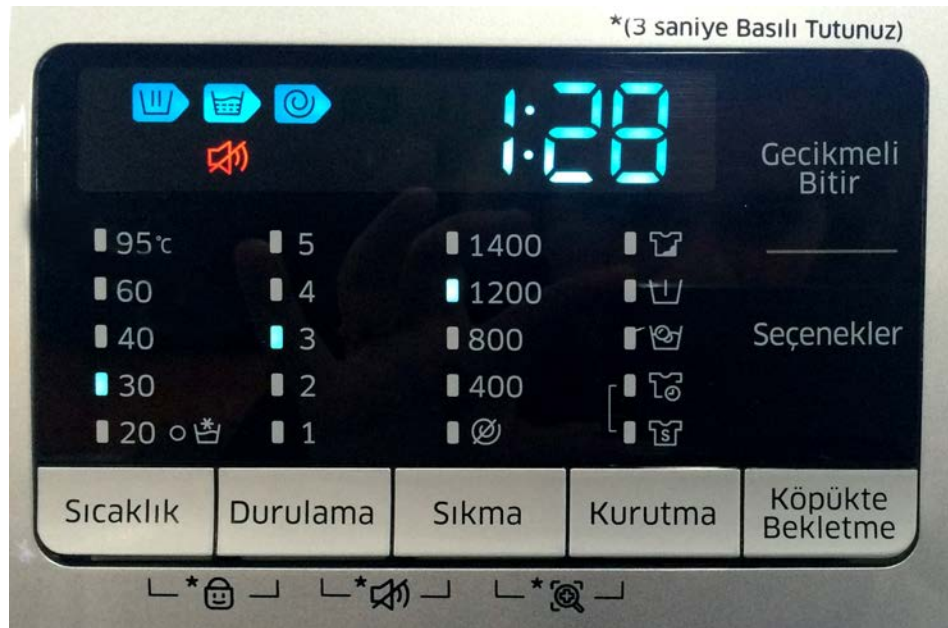 *(3 saniye Basılı Tutunuz)
1:28
Gecikmeli
Bitir
95°c 5 1400
60 4 1200
40 3 800
Seçenekler
30 2 400
20 1
S
Sıcaklık Durulama Sıkma Kurutma Köpükte
Bekletme
* * *